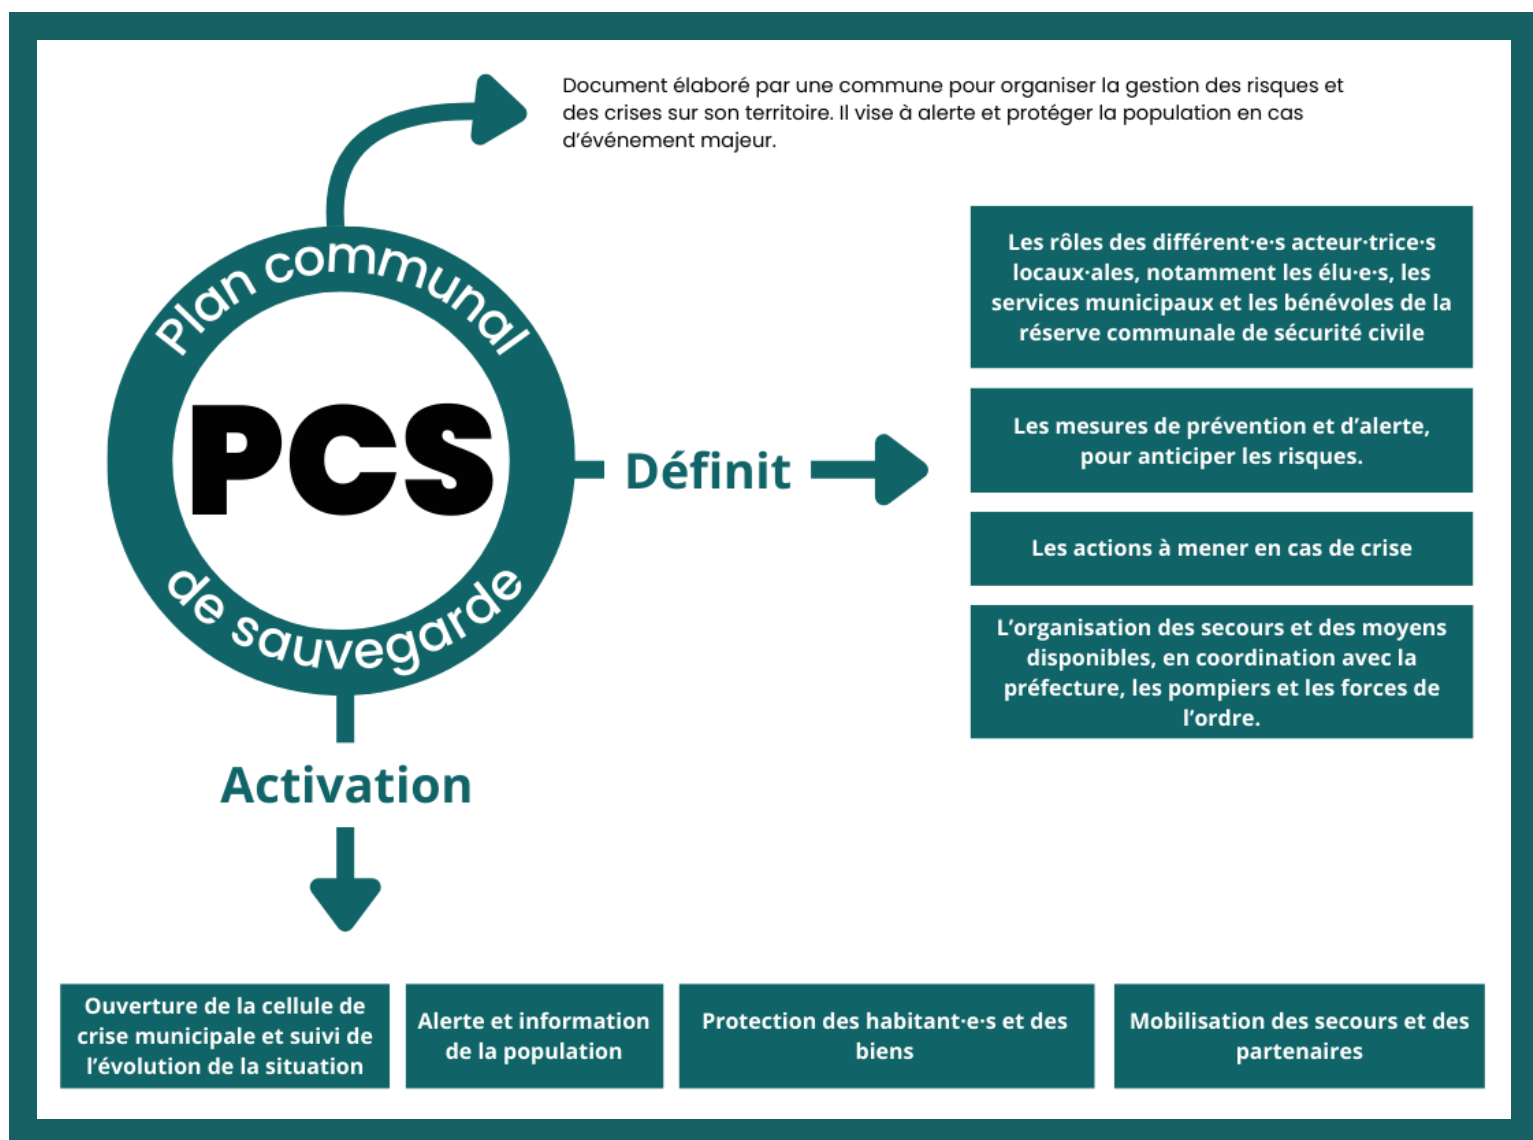 Document élaboré par une commune pour organiser la gestion des risques et
des crises sur son territoire. Il vise à alerte et protéger la population en cas
d'événement majeur.
Plan communal
PCS
de sauvegarde
Définit
Les rôles des différent·e·s acteur·trice·s
locaux·ales, notamment les élu·e·s, les
services municipaux et les bénévoles de la
réserve communale de sécurité civile
Les mesures de prévention et d'alerte,
pour anticiper les risques.
Les actions à mener en cas de crise
L'organisation des secours et des moyens
disponibles, en coordination avec la
préfecture, les pompiers et les forces de
l'ordre.
Activation
Ouverture de la cellule de
crise municipale et suivi de
l'évolution de la situation
Alerte et information
de la population
Protection des habitant·e·s et des
biens
Mobilisation des secours et des
partenaires